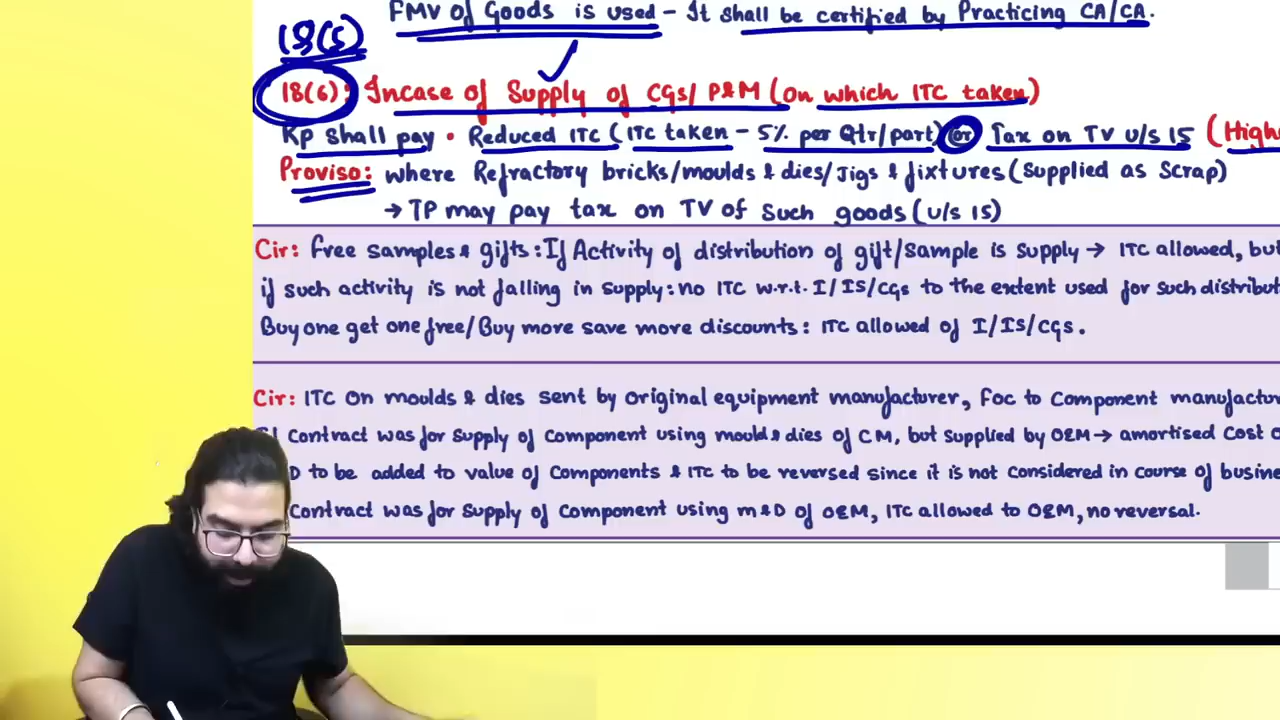 FMV of Goods is used - It shall be certified by Practicing CA/CA.
18(5)
18(6): Incase of Supply of CGs/P&M (on which ITC taken)
RP shall pay • Reduced ITC (ITC taken - 5% per Qtr/part) or Tax on TV u/s 15 (High
Proviso: where Refractory bricks/moulds & dies/Jigs & fixtures (Supplied as Scrap)
→ TP may pay tax on TV of such goods (u/s 15)
Cir: Free samples & gifts: If Activity of distribution of gift/sample is supply → ITC allowed, but
if such activity is not falling in supply: no ITC w.r.t. I/IS/CGs to the extent used for such distribut
Buy one get one free/Buy more save more discounts: ITC allowed of I/IS/CGs.
Cir: ITC on moulds & dies sent by original equipment manufacturer, Foc to Component manufactur
Contract was for supply of component using mould & dies of CM, but supplied by OEM → amortised cost o
D to be added to value of components & ITC to be reversed since it is not considered in course of busine
Contract was for supply of component using M&D of OEM, ITC allowed to OEM, no reversal.